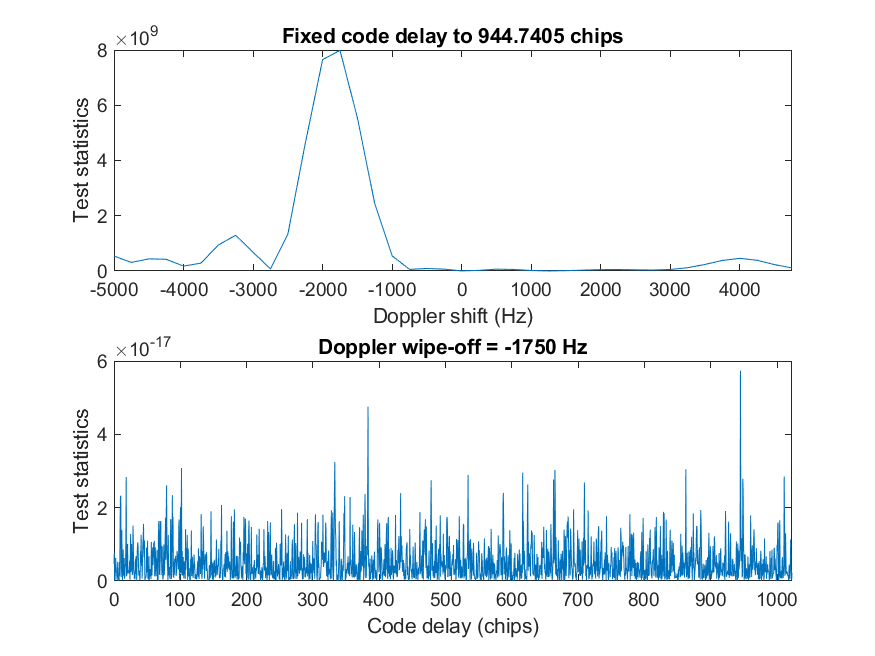 Fixed code delay to 944.7405 chips
×10^9
8
6
4
2
0
Test statistics
-5000 -4000 -3000 -2000 -1000 0 1000 2000 3000 4000
Doppler shift (Hz)
Doppler wipe-off = -1750 Hz
×10^-17
6
4
2
0
Test statistics
0 100 200 300 400 500 600 700 800 900 1000
Code delay (chips)